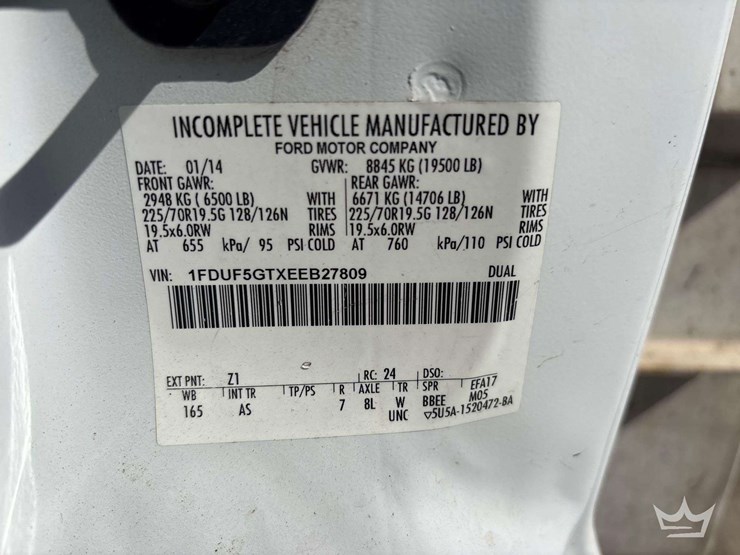 INCOMPLETE VEHICLE MANUFACTURED BY
FORD MOTOR COMPANY
DATE: 01/14 GVWR: 8845 KG (19500 LB)
FRONT GAWR: REAR GAWR:
2948 KG ( 6500 LB) WITH 6671 KG (14706 LB) WITH
225/70R19.5G 128/126N TIRES 225/70R19.5G 128/126N TIRES
19.5x6.0RW RIMS 19.5x6.0RW RIMS
AT 655 kPa/ 95 PSI COLD AT 760 kPa/110 PSI COLD
VIN: 1FDUF5GTXEEB27809 DUAL
EXT PNT: Z1 RC: 24 DSO:
WB INT TR TP/PS R AXLE TR SPR EFA17
165 AS 7 8L W BBEE M05
UNC ▽5U5A-1520472-BA